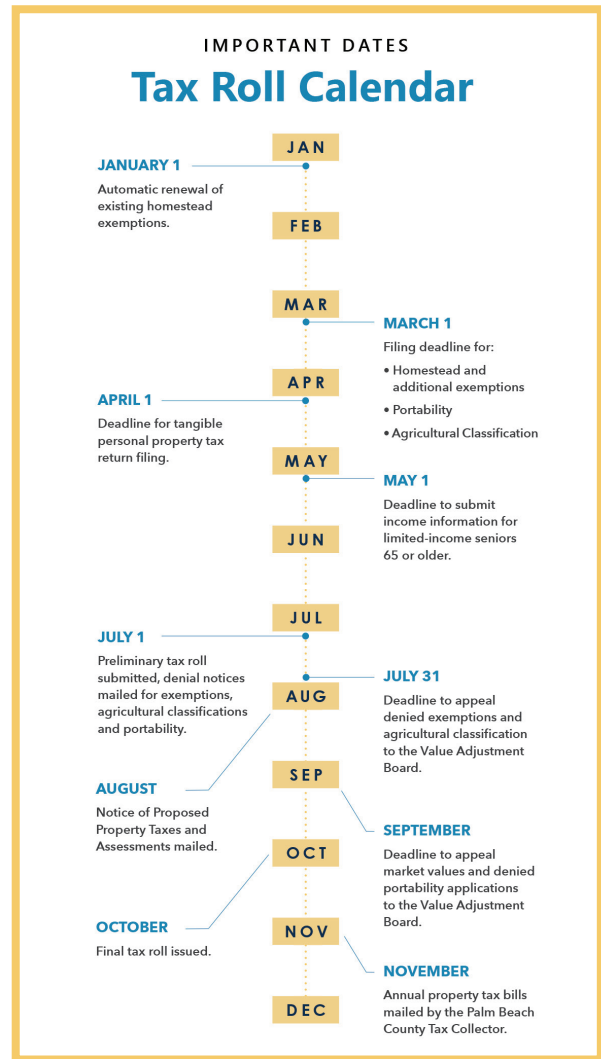 IMPORTANT DATES
Tax Roll Calendar
JAN
JANUARY 1
Automatic renewal of
existing homestead
exemptions.
FEB
MAR
MARCH 1
Filing deadline for:
• Homestead and
additional exemptions
• Portability
• Agricultural Classification
APR
APRIL 1
Deadline for tangible
personal property tax
return filing.
MAY
MAY 1
Deadline to submit
income information for
limited-income seniors
65 or older.
JUN
JUL
JULY 1
Preliminary tax roll
submitted, denial notices
mailed for exemptions,
agricultural classifications
and portability.
JULY 31
Deadline to appeal
denied exemptions and
agricultural classification
to the Value Adjustment
Board.
AUG
AUGUST
Notice of Proposed
Property Taxes and
Assessments mailed.
SEP
SEPTEMBER
Deadline to appeal
market values and denied
portability applications
to the Value Adjustment
Board.
OCT
OCTOBER
Final tax roll issued.
NOV
NOVEMBER
Annual property tax bills
mailed by the Palm Beach
County Tax Collector.
DEC